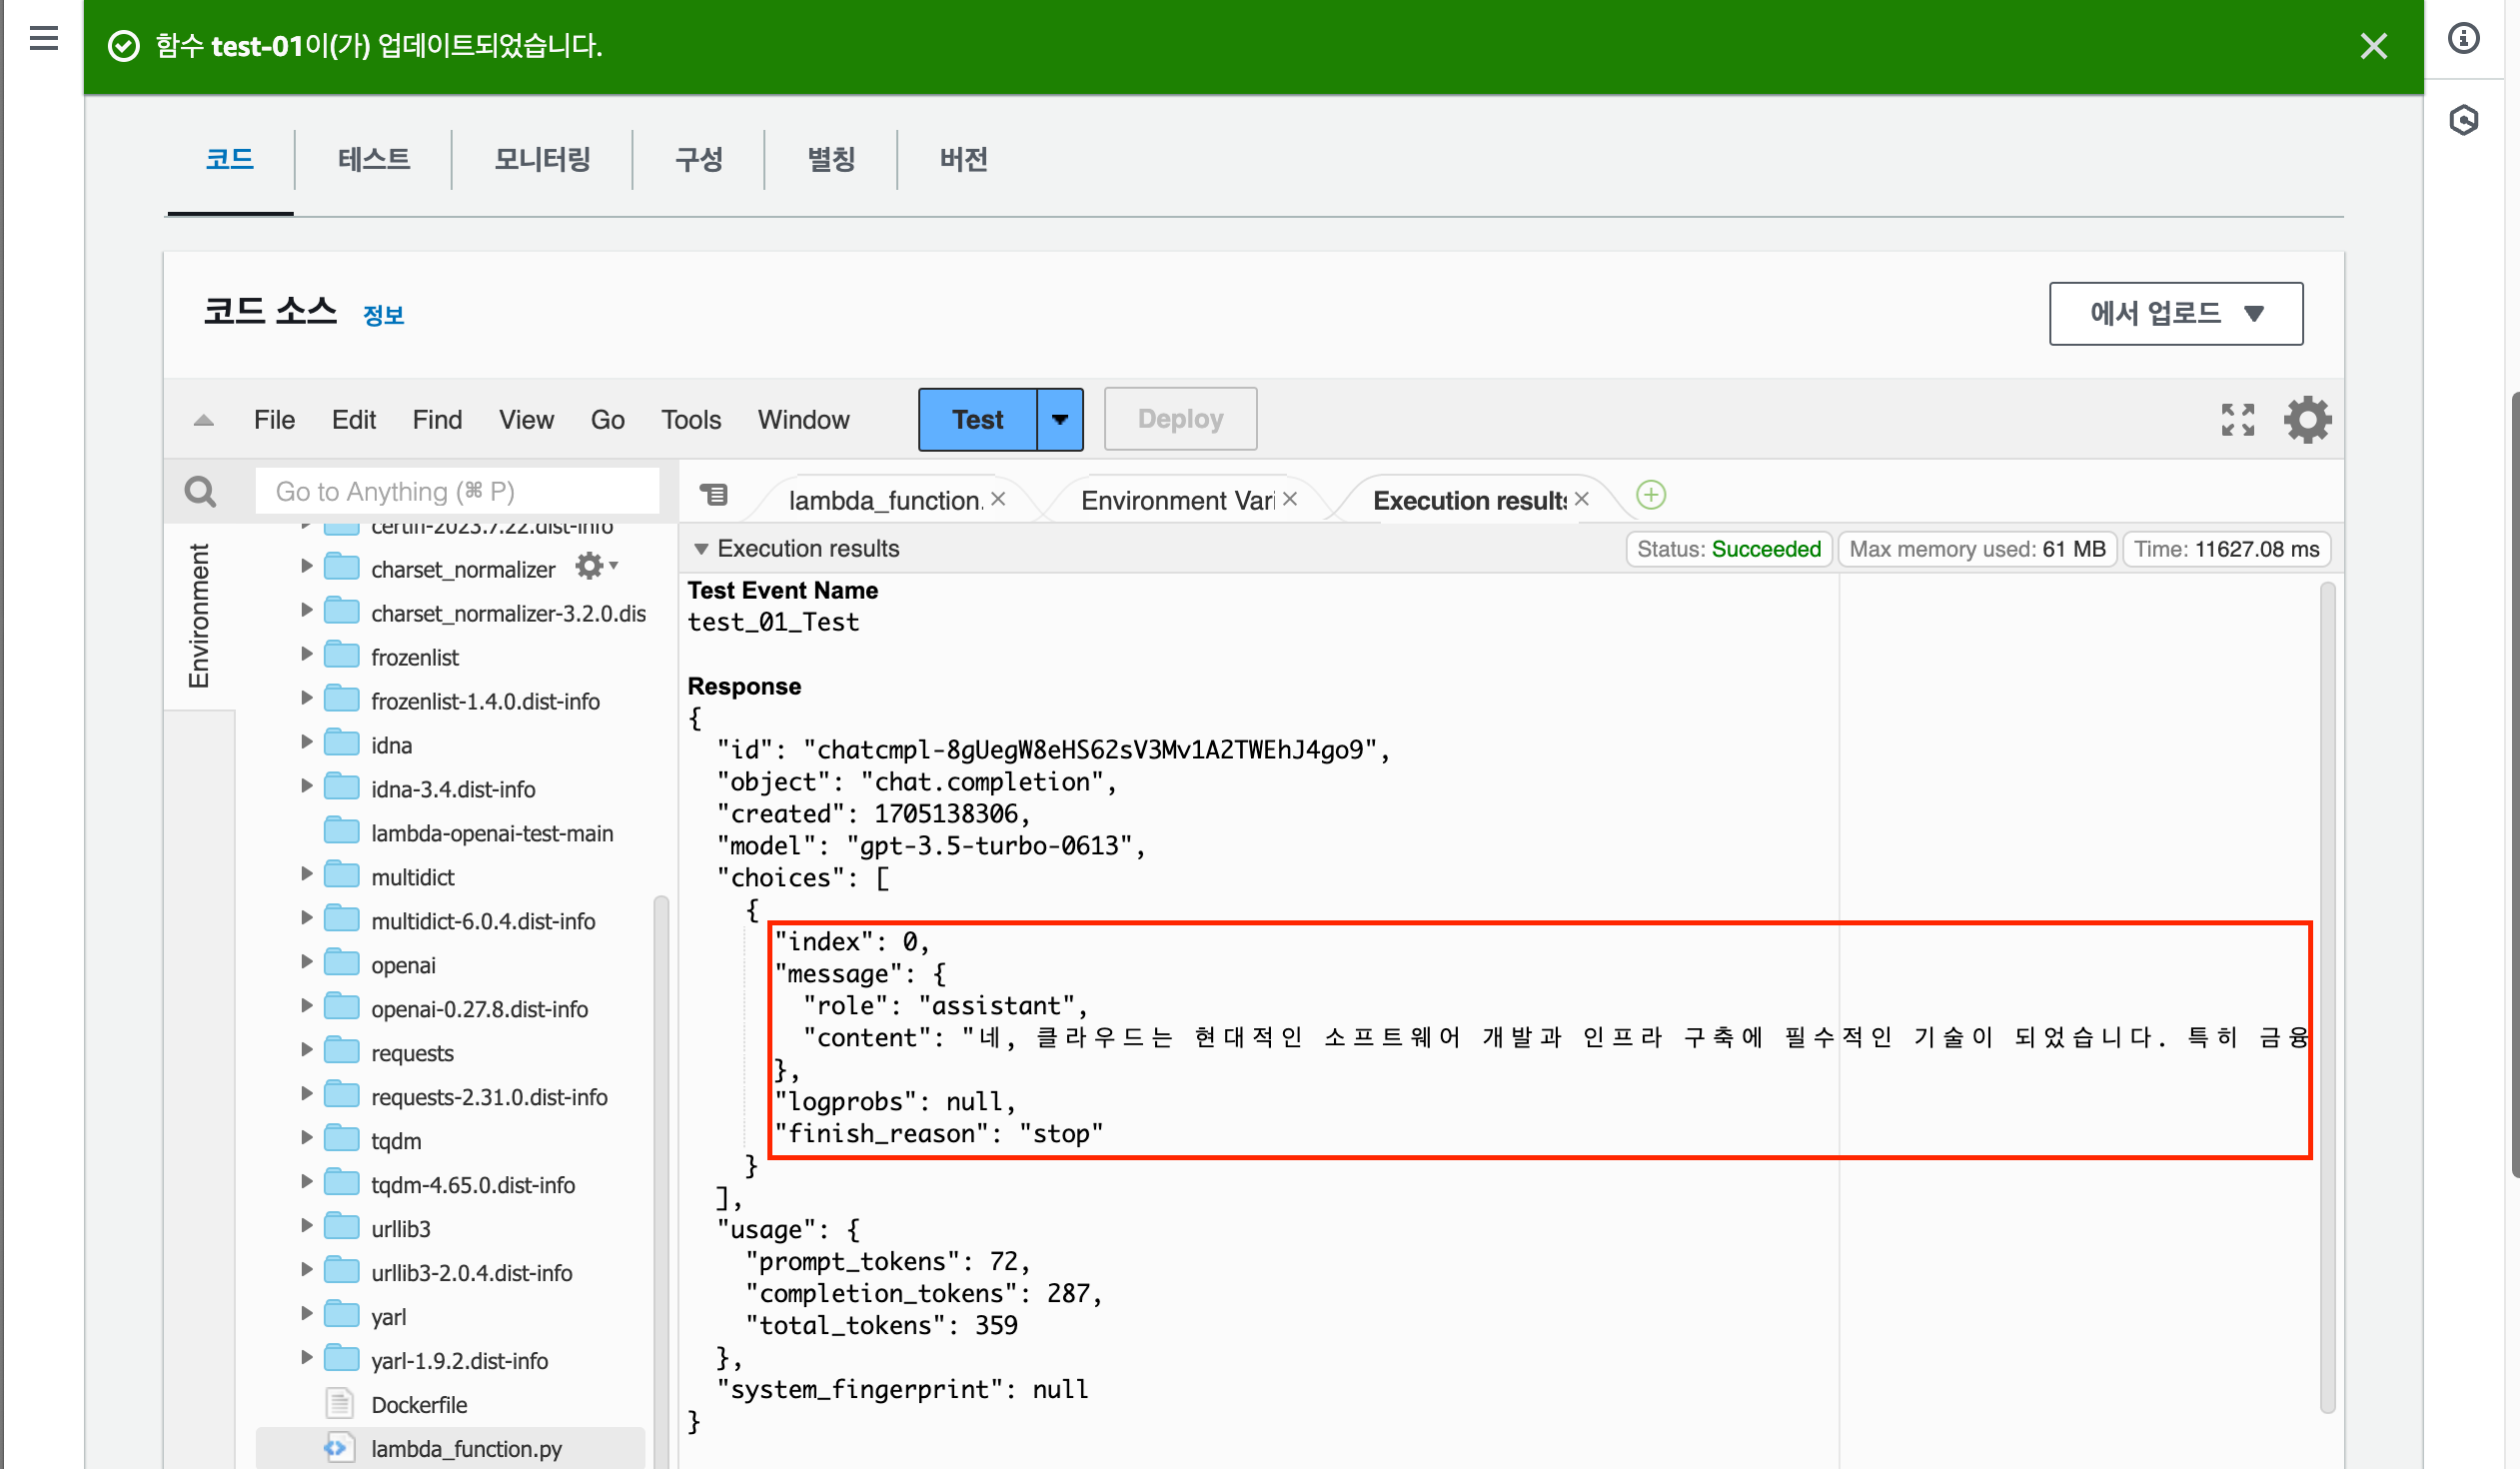 함수 test-01이(가) 업데이트되었습니다.
코드
테스트
모니터링
구성
별칭
버전
코드 소스 정보
에서 업로드
File Edit Find View Go Tools Window Test Deploy
Go to Anything (⌘ P)
lambda_function.
Environment Vari
Execution results
Environment
certifi-2023.7.22.dist-info
charset_normalizer
charset_normalizer-3.2.0.dis
frozenlist
frozenlist-1.4.0.dist-info
idna
idna-3.4.dist-info
lambda-openai-test-main
multidict
multidict-6.0.4.dist-info
openai
openai-0.27.8.dist-info
requests
requests-2.31.0.dist-info
tqdm
tqdm-4.65.0.dist-info
urllib3
urllib3-2.0.4.dist-info
yarl
yarl-1.9.2.dist-info
Dockerfile
lambda_function.py
Execution results
Status: Succeeded
Max memory used: 61 MB
Time: 11627.08 ms
Test Event Name
test_01_Test
Response
{
"id": "chatcmpl-8gUegW8eHS62sV3Mv1A2TWEhJ4go9",
"object": "chat.completion",
"created": 1705138306,
"model": "gpt-3.5-turbo-0613",
"choices": [
{
"index": 0,
"message": {
"role": "assistant",
"content": "네, 클라우드는 현대적인 소프트웨어 개발과 인프라 구축에 필수적인 기술이 되었습니다. 특히 금융
},
"logprobs": null,
"finish_reason": "stop"
}
],
"usage": {
"prompt_tokens": 72,
"completion_tokens": 287,
"total_tokens": 359
},
"system_fingerprint": null
}